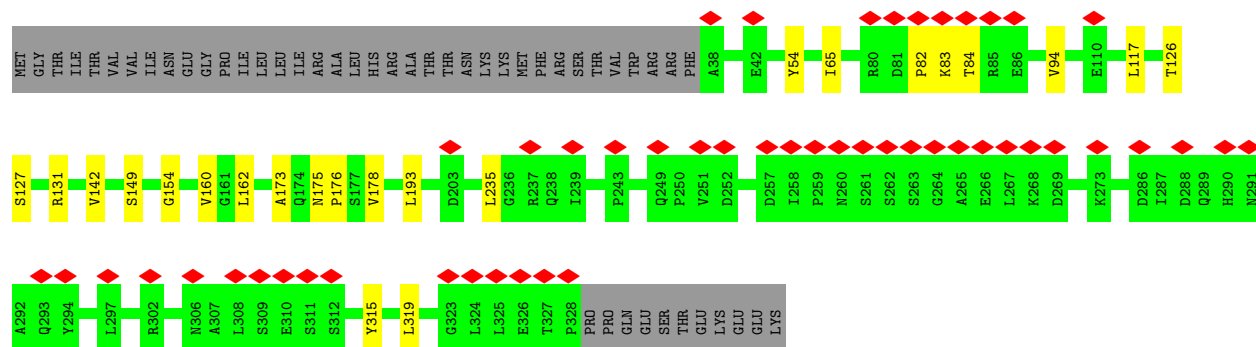 MET GLY THR ILE THR VAL VAL ILE ASN GLU GLY PRO ILE LEU LEU ILE ARG ALA LEU HIS ARG ALA THR THR ASN LYS LYS MET PHE ARG SER THR VAL TRP ARG ARG PHE A38 E42 Y54 I65 R80 D81 P82 K83 T84 R85 E86 V94 E110 L117 T126
S127 R131 V142 S149 G154 V160 G161 L162 A173 Q174 N175 P176 S177 V178 L193 D203 L235 G236 R237 Q238 I239 P243 Q249 P250 V251 D252 D257 I258 P259 N260 S261 S262 S263 G264 A265 E266 L267 K268 D269 K273 D286 I287 D288 Q289 H290 N291
A292 Q293 Y294 L297 R302 N306 A307 L308 S309 E310 S311 S312 Y315 L319 G323 L324 L325 E326 T327 P328 PRO PRO GLN GLU SER THR GLU LYS GLU GLU LYS